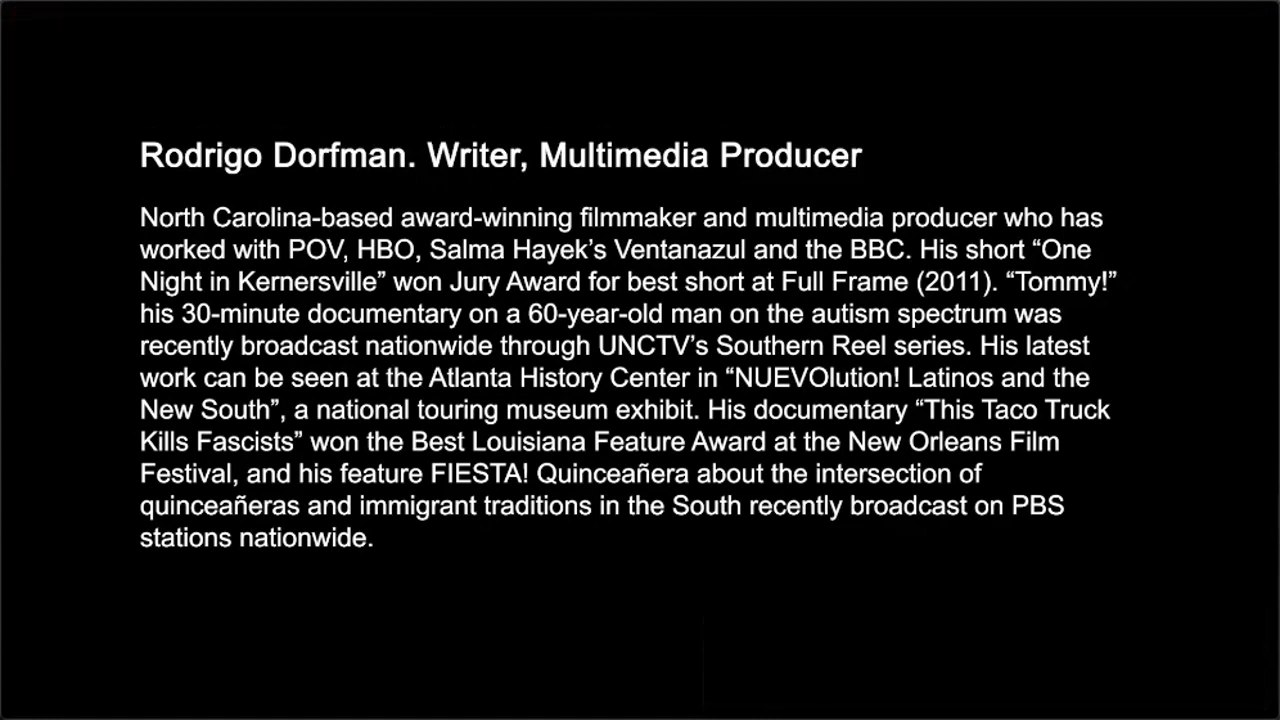 Rodrigo Dorfman. Writer, Multimedia Producer
North Carolina-based award-winning filmmaker and multimedia producer who has
worked with POV, HBO, Salma Hayek’s Ventanazul and the BBC. His short “One
Night in Kernersville” won Jury Award for best short at Full Frame (2011). “Tommy!”
his 30-minute documentary on a 60-year-old man on the autism spectrum was
recently broadcast nationwide through UNCTV’s Southern Reel series. His latest
work can be seen at the Atlanta History Center in “NUEVOlution! Latinos and the
New South”, a national touring museum exhibit. His documentary “This Taco Truck
Kills Fascists” won the Best Louisiana Feature Award at the New Orleans Film
Festival, and his feature FIESTA! Quinceañera about the intersection of
quinceañeras and immigrant traditions in the South recently broadcast on PBS
stations nationwide.